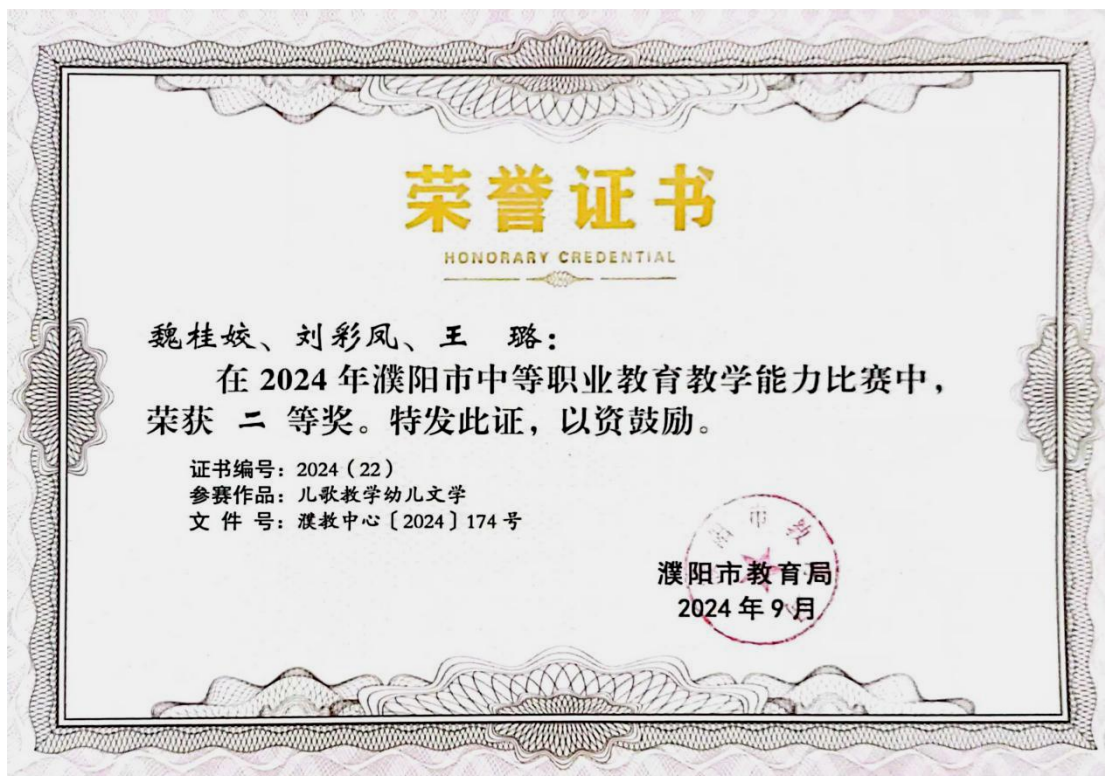 荣誉证书
HONORARY CREDENTIAL
魏桂姣、刘彩凤、王 璐：
在 2024 年濮阳市中等职业教育教学能力比赛中，
荣获 二 等奖。特发此证，以资鼓励。
证书编号：2024（22）
参赛作品：儿歌教学幼儿文学
文 件 号：濮教中心〔2024〕174 号
濮阳市教育局
2024 年 9 月